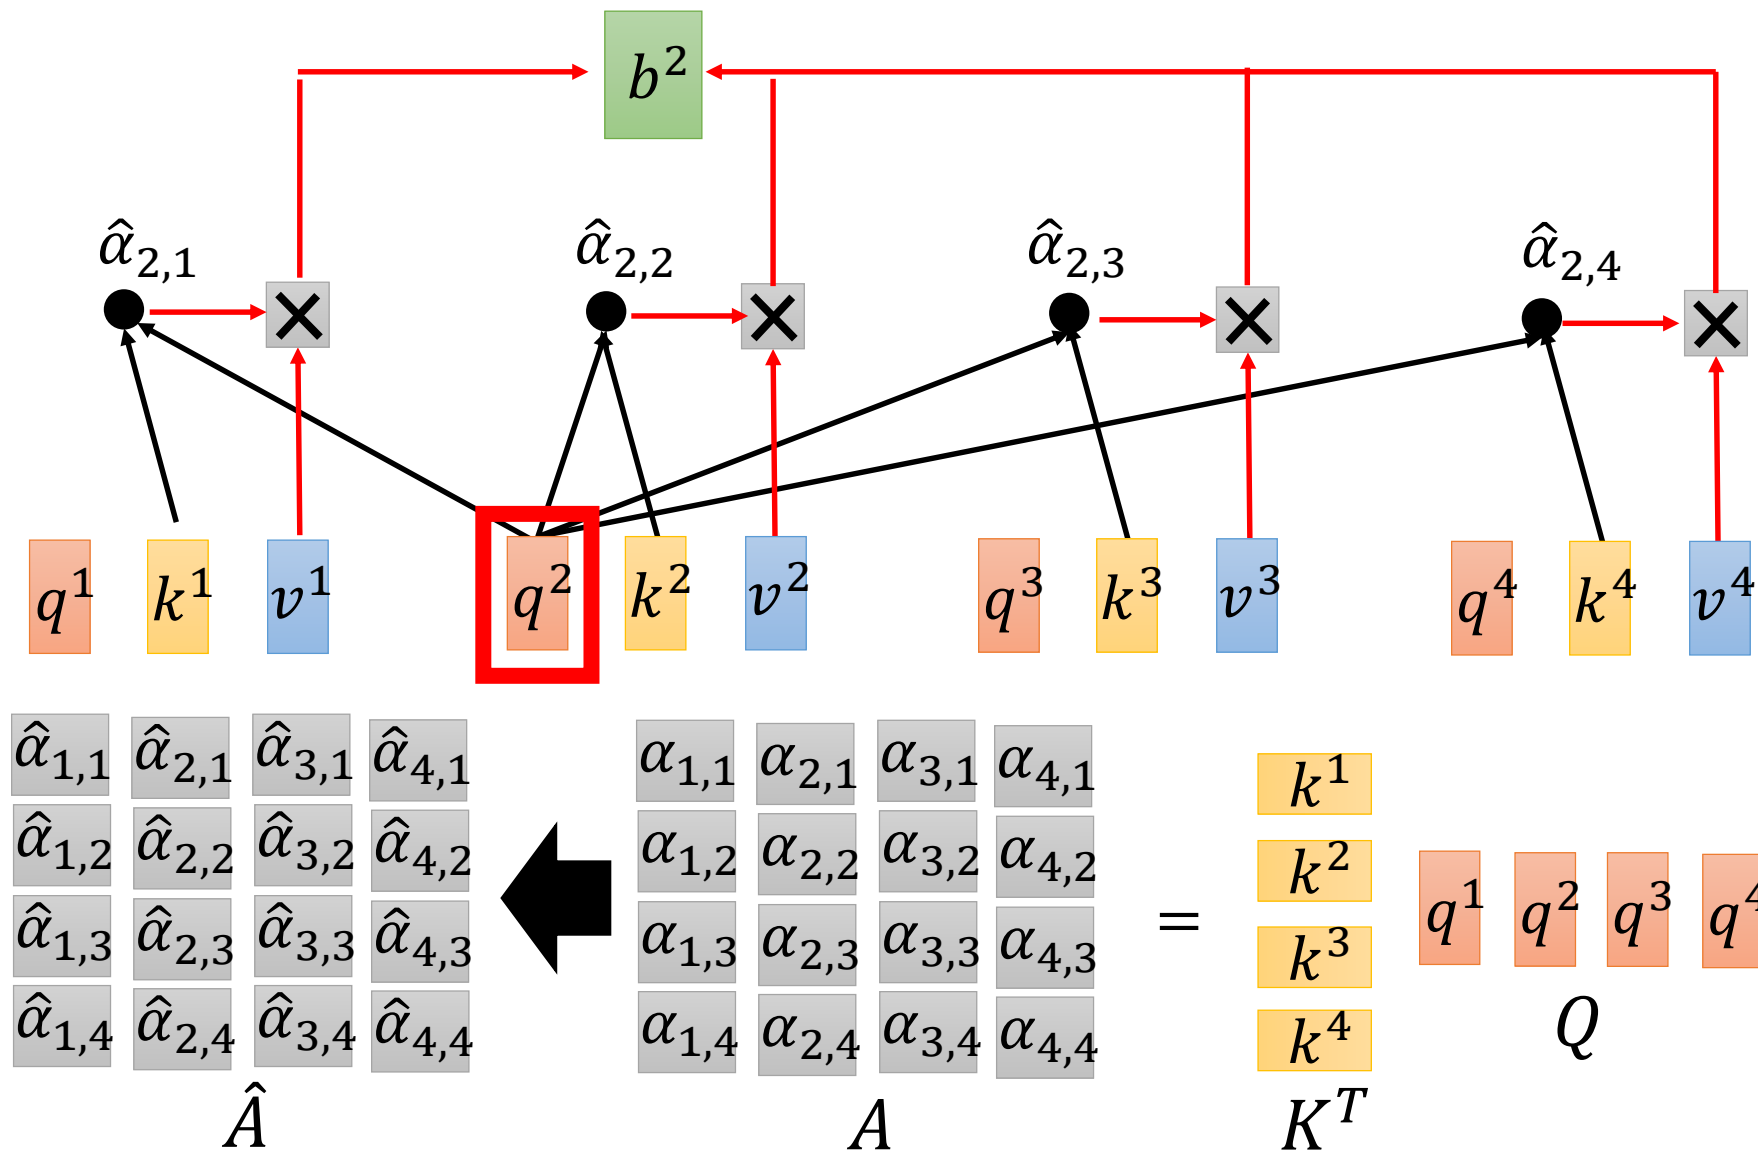 b²
α̂₂,₁ α̂₂,₂ α̂₂,₃ α̂₂,₄
× × × ×
q¹ k¹ v¹ q² k² v² q³ k³ v³ q⁴ k⁴ v⁴
α̂₁,₁ α̂₂,₁ α̂₃,₁ α̂₄,₁ α₁,₁ α₂,₁ α₃,₁ α₄,₁ k¹
α̂₁,₂ α̂₂,₂ α̂₃,₂ α̂₄,₂ α₁,₂ α₂,₂ α₃,₂ α₄,₂ k²
α̂₁,₃ α̂₂,₃ α̂₃,₃ α̂₄,₃ α₁,₃ α₂,₃ α₃,₃ α₄,₃ = k³ q¹ q² q³ q⁴
α̂₁,₄ α̂₂,₄ α̂₃,₄ α̂₄,₄ α₁,₄ α₂,₄ α₃,₄ α₄,₄ k⁴
Â A Kᵀ Q